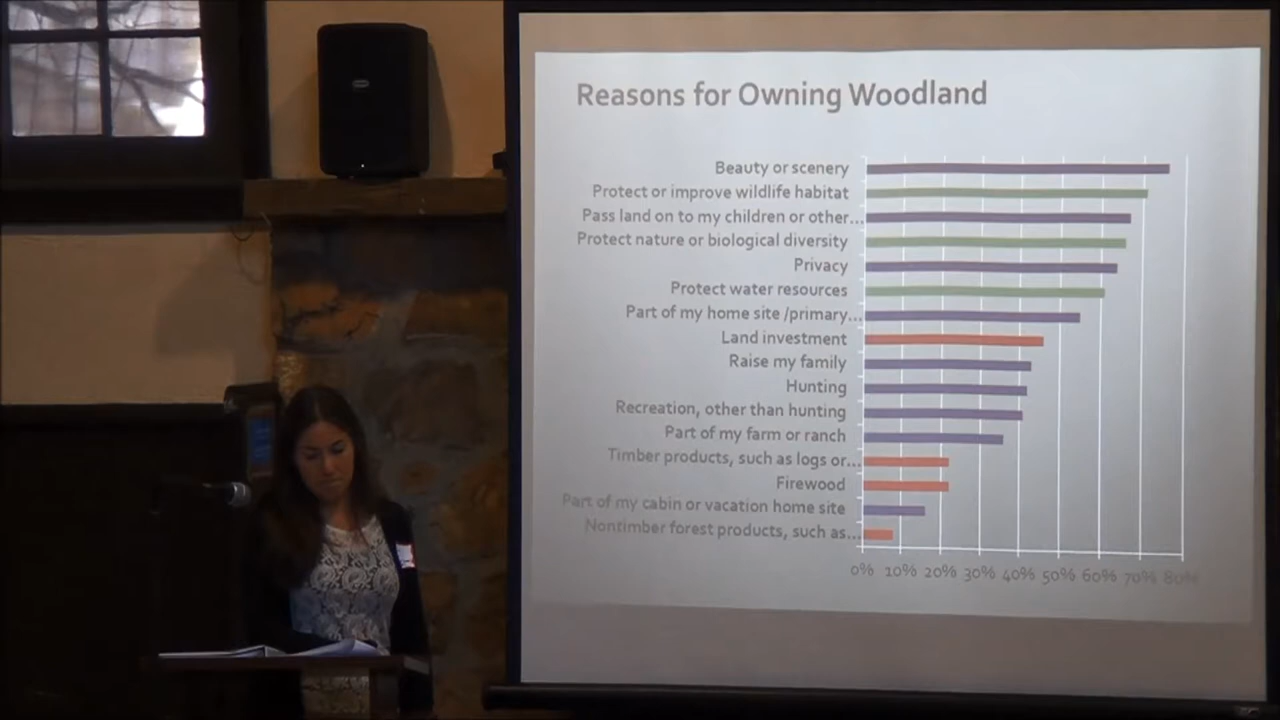 Reasons for Owning Woodland
Beauty or scenery
Protect or improve wildlife habitat
Pass land on to my children or other...
Protect nature or biological diversity
Privacy
Protect water resources
Part of my home site /primary...
Land investment
Raise my family
Hunting
Recreation, other than hunting
Part of my farm or ranch
Timber products, such as logs or...
Firewood
Part of my cabin or vacation home site
Nontimber forest products, such as...
0% 10% 20% 30% 40% 50% 60% 70% 80%